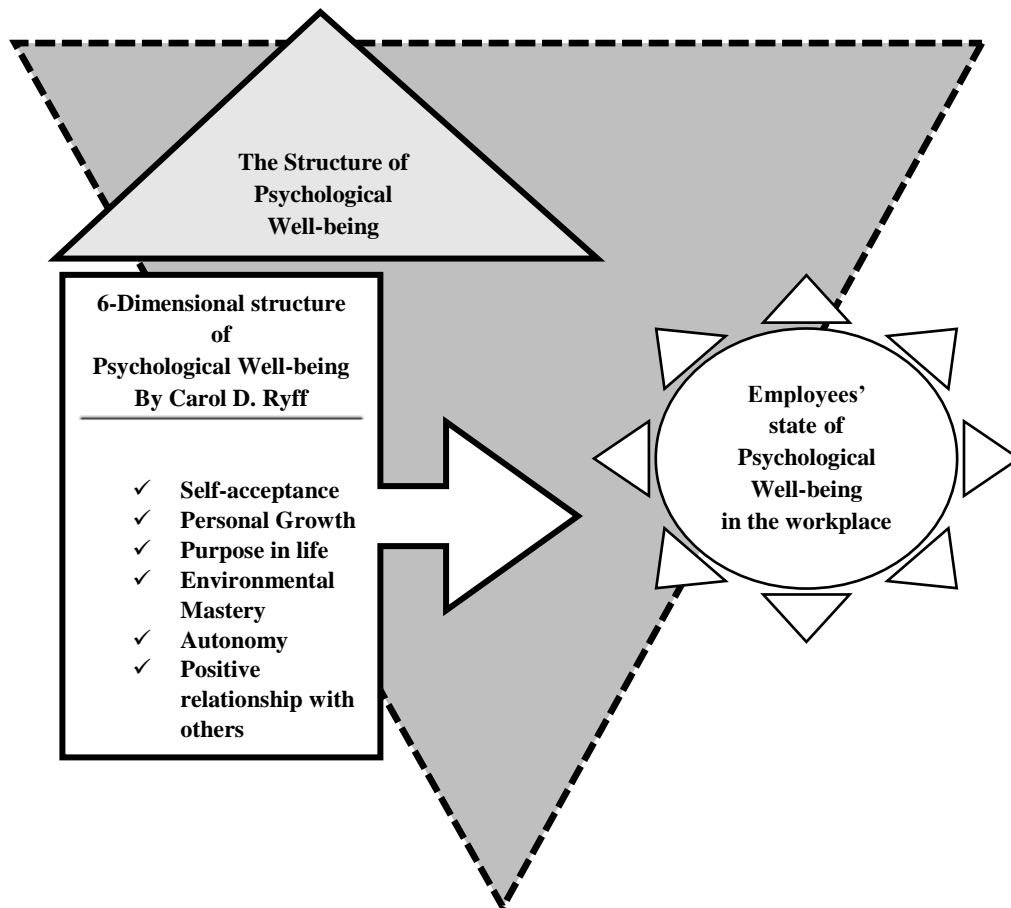 The Structure of
Psychological
Well-being
6-Dimensional structure
of
Psychological Well-being
By Carol D. Ryff
✓ Self-acceptance
✓ Personal Growth
✓ Purpose in life
✓ Environmental
Mastery
✓ Autonomy
✓ Positive
relationship with
others
Employees’
state of
Psychological
Well-being
in the workplace